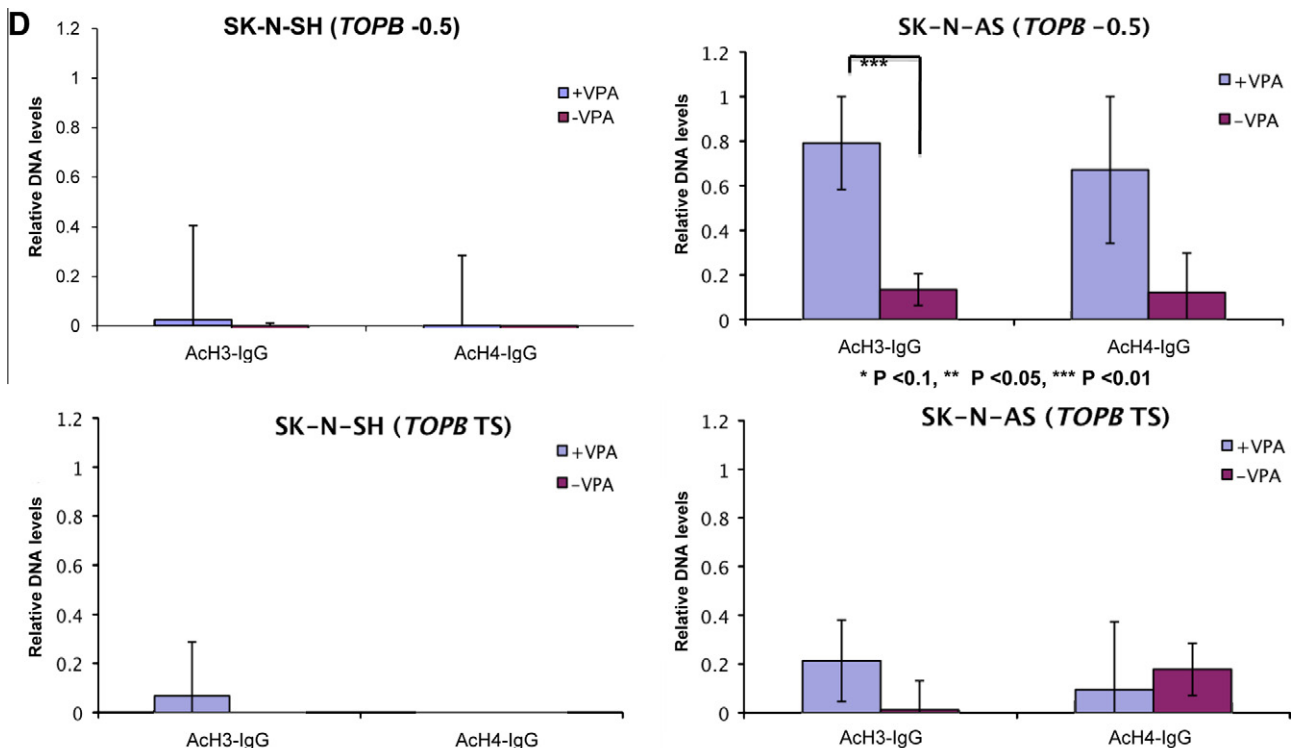 D
SK-N-SH (TOPB -0.5)
1.2
1
0.8
0.6
0.4
0.2
0
Relative DNA levels
+VPA
-VPA
AcH3-IgG
AcH4-IgG
SK-N-AS (TOPB -0.5)
1.2
1
0.8
0.6
0.4
0.2
0
Relative DNA levels
***
+VPA
-VPA
AcH3-IgG
AcH4-IgG
* P <0.1, ** P <0.05, *** P <0.01
SK-N-SH (TOPB TS)
1.2
1
0.8
0.6
0.4
0.2
0
Relative DNA levels
+VPA
-VPA
AcH3-IgG
AcH4-IgG
SK-N-AS (TOPB TS)
1.2
1
0.8
0.6
0.4
0.2
0
Relative DNA levels
+VPA
-VPA
AcH3-IgG
AcH4-IgG